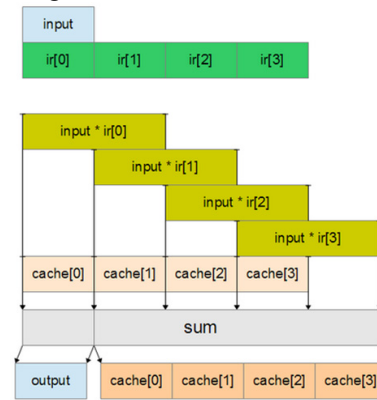 input
ir[0] ir[1] ir[2] ir[3]
input * ir[0]
input * ir[1]
input * ir[2]
input * ir[3]
cache[0] cache[1] cache[2] cache[3]
sum
output cache[0] cache[1] cache[2] cache[3]